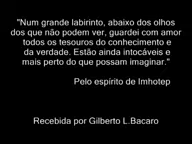 "Num grande labirinto, abaixo dos olhos
dos que não podem ver, guardei com amor
todos os tesouros do conhecimento e
da verdade. Estão ainda intocáveis e
mais perto do que possam imaginar."
Pelo espírito de Imhotep
Recebida por Gilberto L.Bacaro